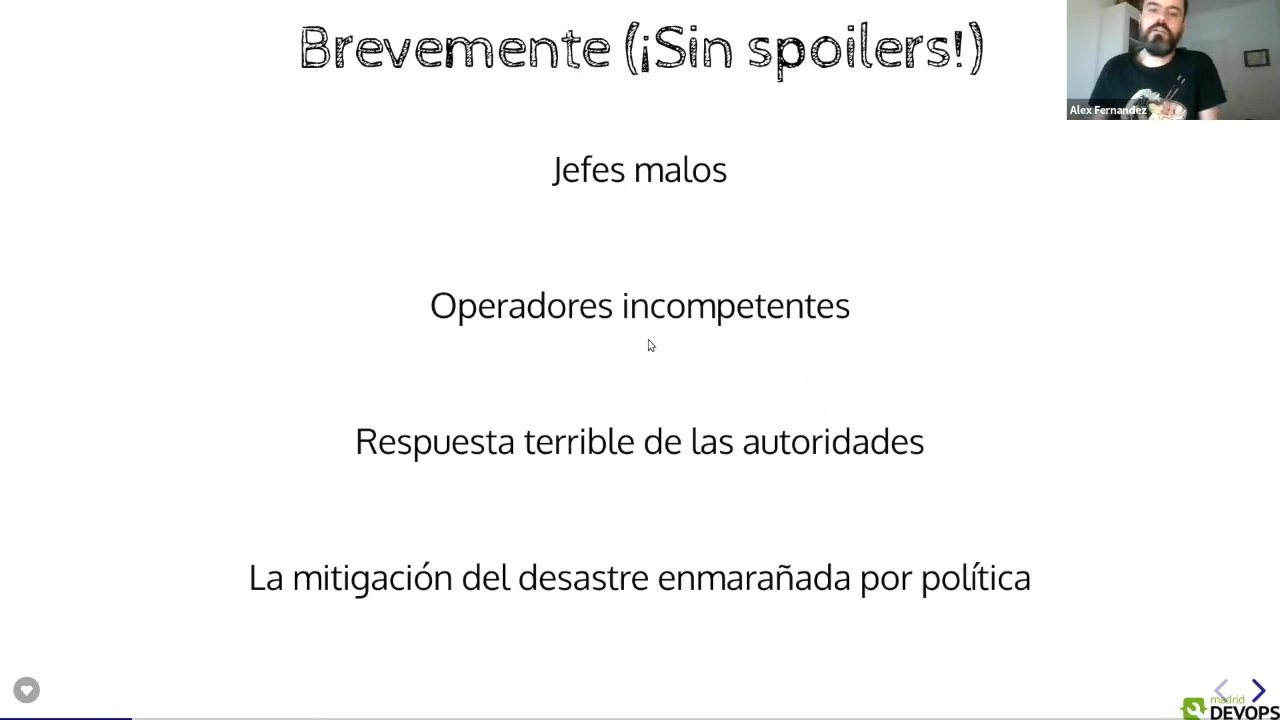 Brevemente (¡Sin spoilers!)
Alex Fernandez
Jefes malos
Operadores incompetentes
Respuesta terrible de las autoridades
La mitigación del desastre enmarañada por política
madrid
DEVOPS